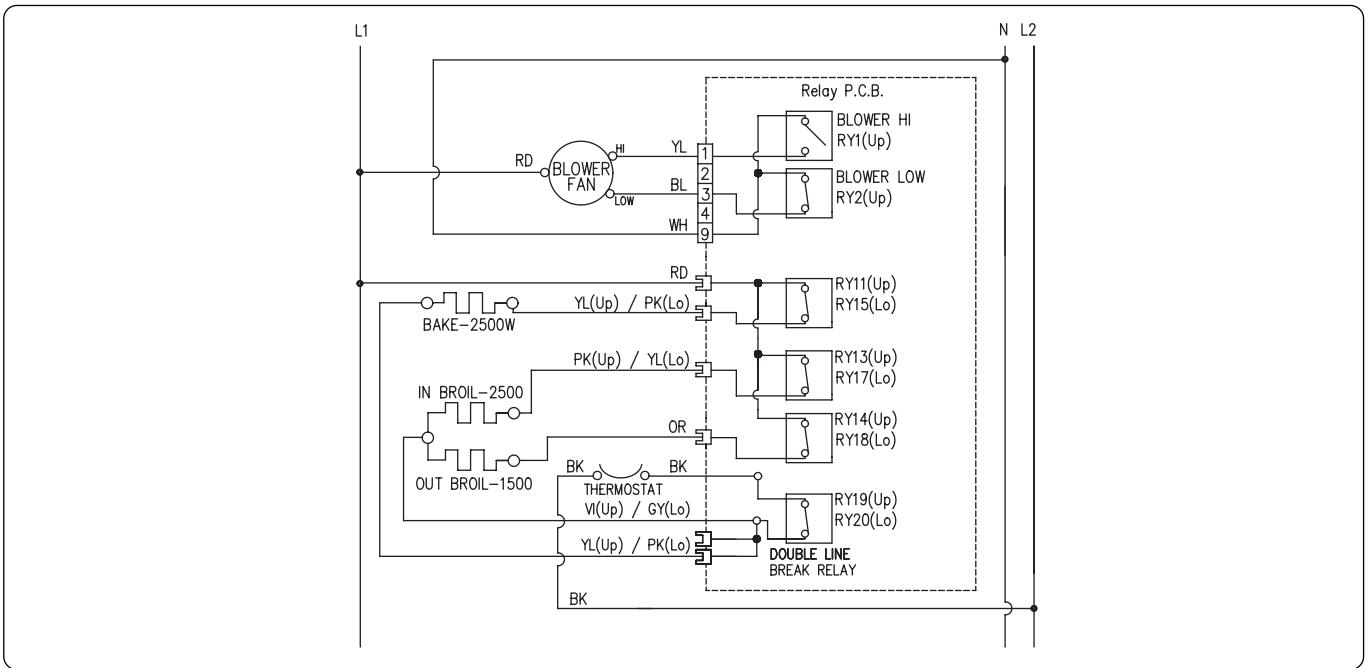 L1
N L2
Relay P.C.B.
BLOWER HI
RY1(Up)
HI
YL
1
RD
BLOWER
FAN
2
BLOWER LOW
RY2(Up)
BL
3
LOW
4
WH
9
RD
RY11(Up)
RY15(Lo)
YL(Up) / PK(Lo)
BAKE-2500W
PK(Up) / YL(Lo)
RY13(Up)
RY17(Lo)
IN BROIL-2500
RY14(Up)
RY18(Lo)
OR
OUT BROIL-1500
BK
BK
THERMOSTAT
RY19(Up)
RY20(Lo)
VI(Up) / GY(Lo)
YL(Up) / PK(Lo)
DOUBLE LINE
BREAK RELAY
BK